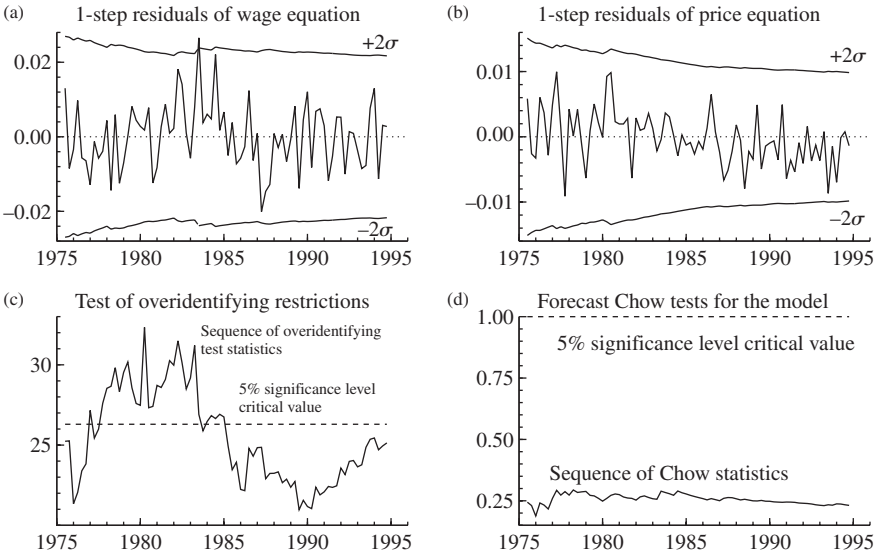 (a) 1-step residuals of wage equation
0.02
0.00
−0.02
+2σ
−2σ
1975 1980 1985 1990 1995
(b) 1-step residuals of price equation
0.01
0.00
−0.01
+2σ
−2σ
1975 1980 1985 1990 1995
(c) Test of overidentifying restrictions
30
25
Sequence of overidentifying
test statistics
5% significance level
critical value
1975 1980 1985 1990 1995
(d) Forecast Chow tests for the model
1.00
0.75
0.50
0.25
5% significance level critical value
Sequence of Chow statistics
1975 1980 1985 1990 1995